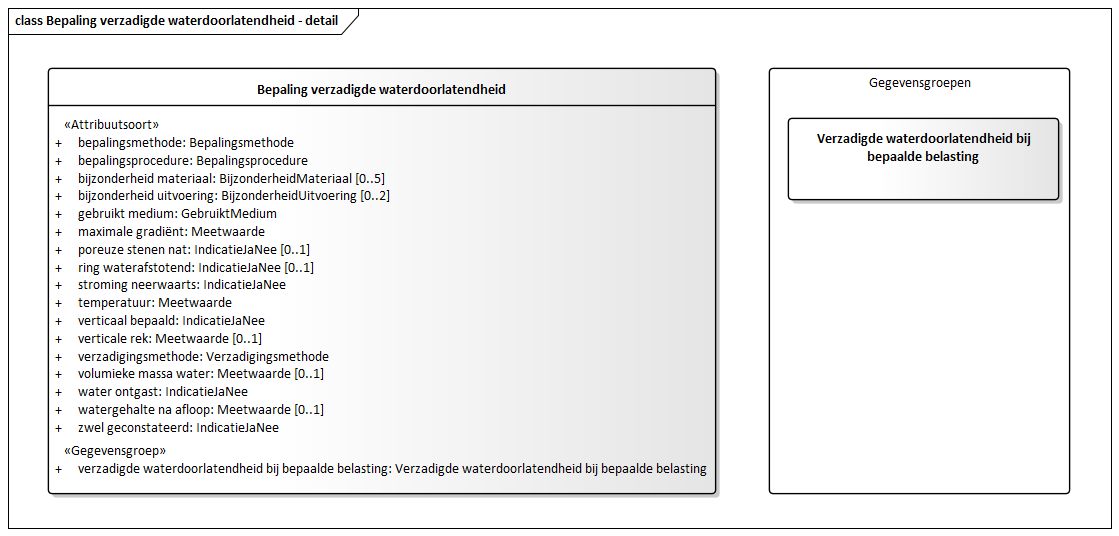 class Bepaling verzadigde waterdoorlatendheid - detail
Bepaling verzadigde waterdoorlatendheid
«Attribuutsoort»
+ bepalingsmethode: Bepalingsmethode
+ bepalingsprocedure: Bepalingsprocedure
+ bijzonderheid materiaal: BijzonderheidMateriaal [0..5]
+ bijzonderheid uitvoering: BijzonderheidUitvoering [0..2]
+ gebruikt medium: GebruiktMedium
+ maximale gradiënt: Meetwaarde
+ poreuze stenen nat: IndicatieJaNee [0..1]
+ ring waterafstotend: IndicatieJaNee [0..1]
+ stroming neerwaarts: IndicatieJaNee
+ temperatuur: Meetwaarde
+ verticaal bepaald: IndicatieJaNee
+ verticale rek: Meetwaarde [0..1]
+ verzadigingsmethode: Verzadigingsmethode
+ volumieke massa water: Meetwaarde [0..1]
+ water ontgast: IndicatieJaNee
+ watergehalte na afloop: Meetwaarde [0..1]
+ zwel geconstateerd: IndicatieJaNee
«Gegevensgroep»
+ verzadigde waterdoorlatendheid bij bepaalde belasting: Verzadigde waterdoorlatendheid bij bepaalde belasting
Gegevensgroepen
Verzadigde waterdoorlatendheid bij
bepaalde belasting